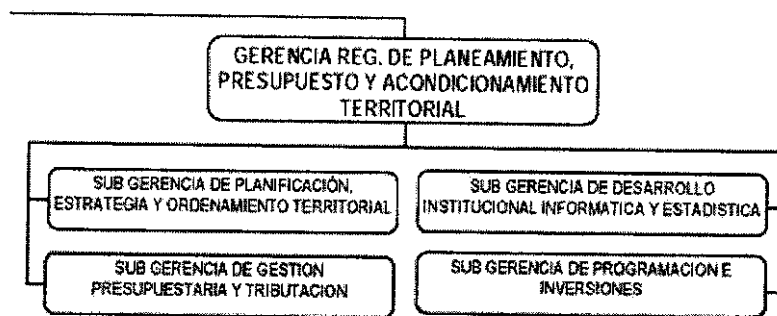 GERENCIA REG. DE PLANEAMIENTO,
PRESUPUESTO Y ACONDICIONAMIENTO
TERRITORIAL
SUB GERENCIA DE PLANIFICACIÓN,
ESTRATEGIA Y ORDENAMIENTO TERRITORIAL
SUB GERENCIA DE DESARROLLO
INSTITUCIONAL INFORMATICA Y ESTADISTICA
SUB GERENCIA DE GESTION
PRESUPUESTARIA Y TRIBUTACION
SUB GERENCIA DE PROGRAMACION E
INVERSIONES